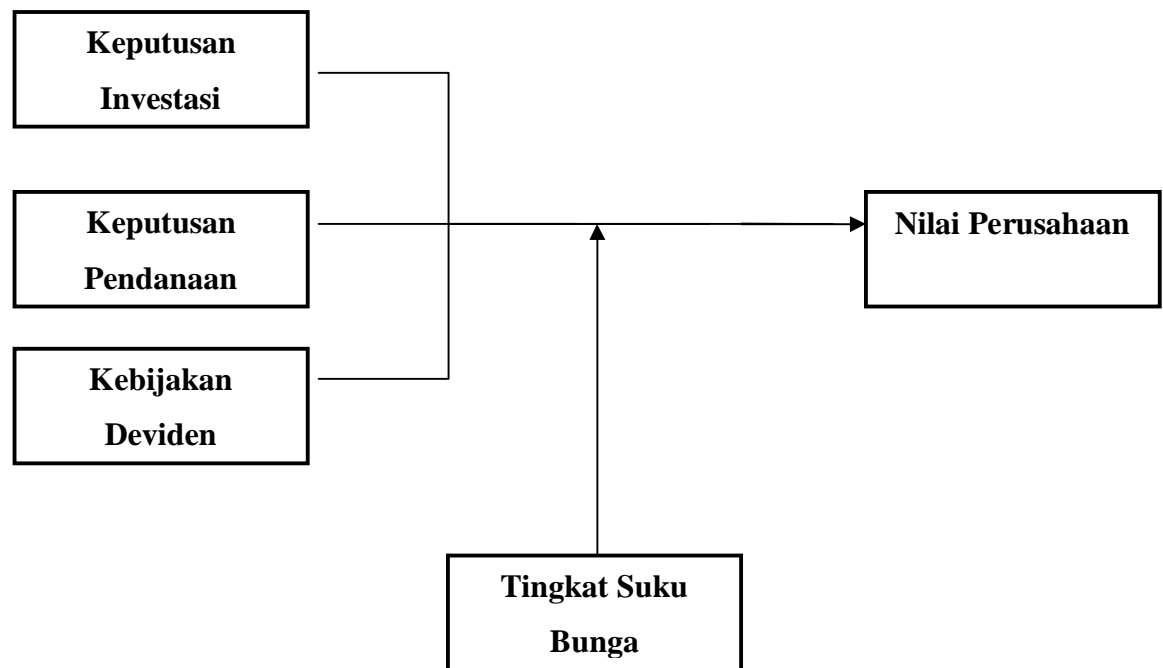 Keputusan
Investasi
Keputusan
Pendanaan
Nilai Perusahaan
Kebijakan
Deviden
Tingkat Suku
Bunga